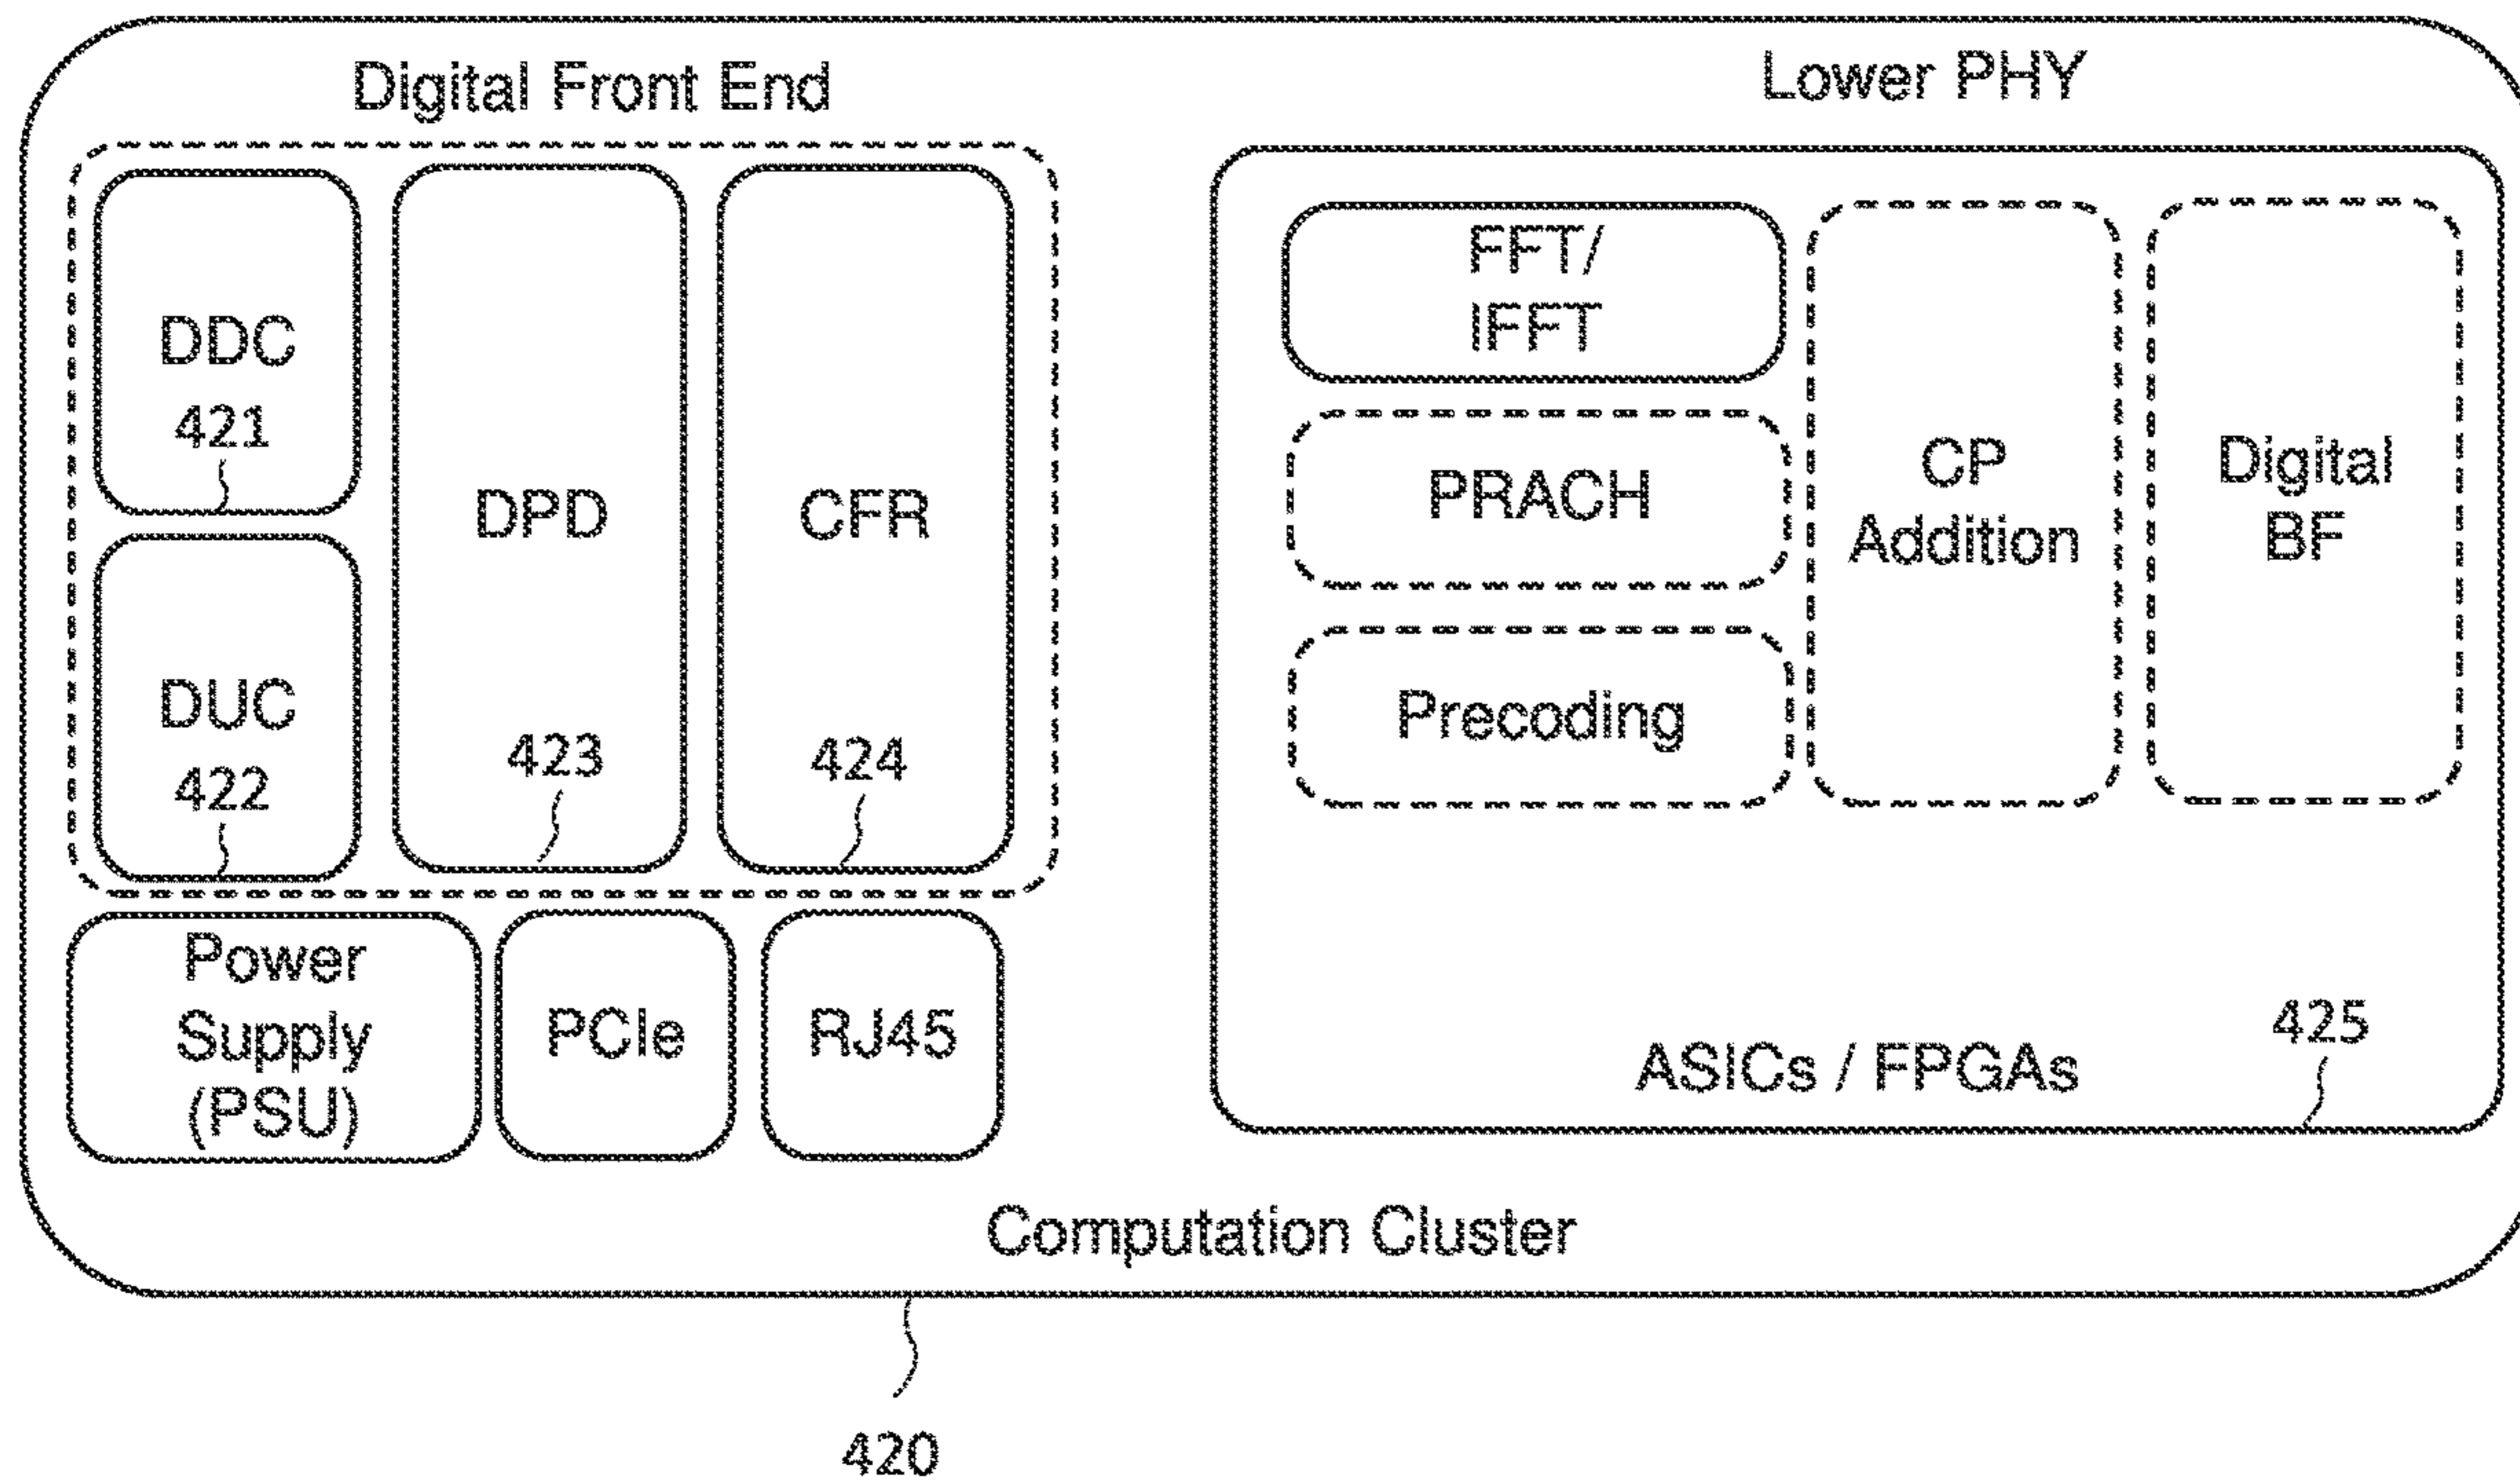 Digital Front End
Lower PHY
DDC
421
DUC
422
DPD
423
CFR
424
FFT/
IFFT
PRACH
Precoding
CP
Addition
Digital
BF
Power
Supply
(PSU)
PCIe
RJ45
ASICs / FPGAs
425
Computation Cluster
420